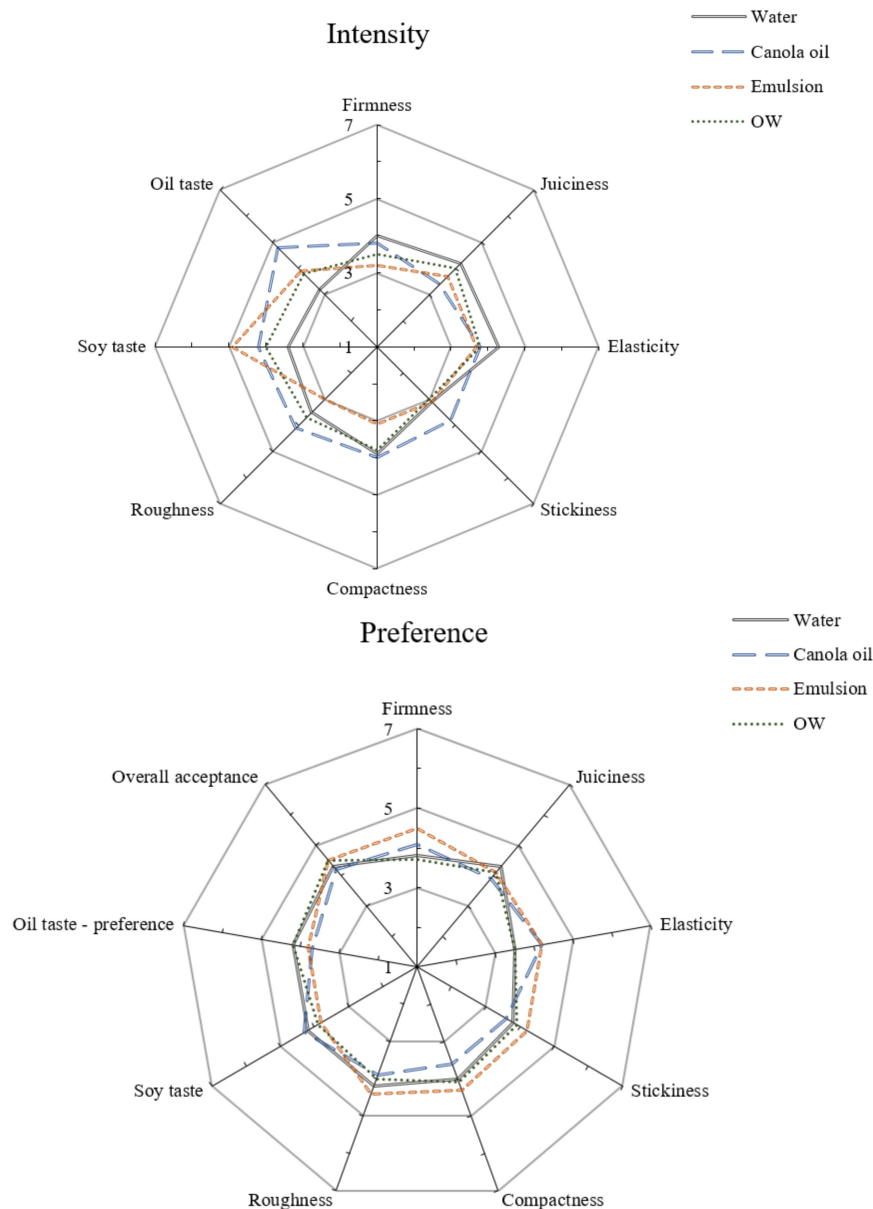 Intensity
Water
Canola oil
Emulsion
OW
Firmness
7
Oil taste
Juiciness
5
3
Soy taste
1
Elasticity
Roughness
Stickiness
Compactness
Preference
Water
Canola oil
Emulsion
OW
Firmness
7
Overall acceptance
Juiciness
5
3
Oil taste - preference
Elasticity
1
Soy taste
Stickiness
Roughness
Compactness